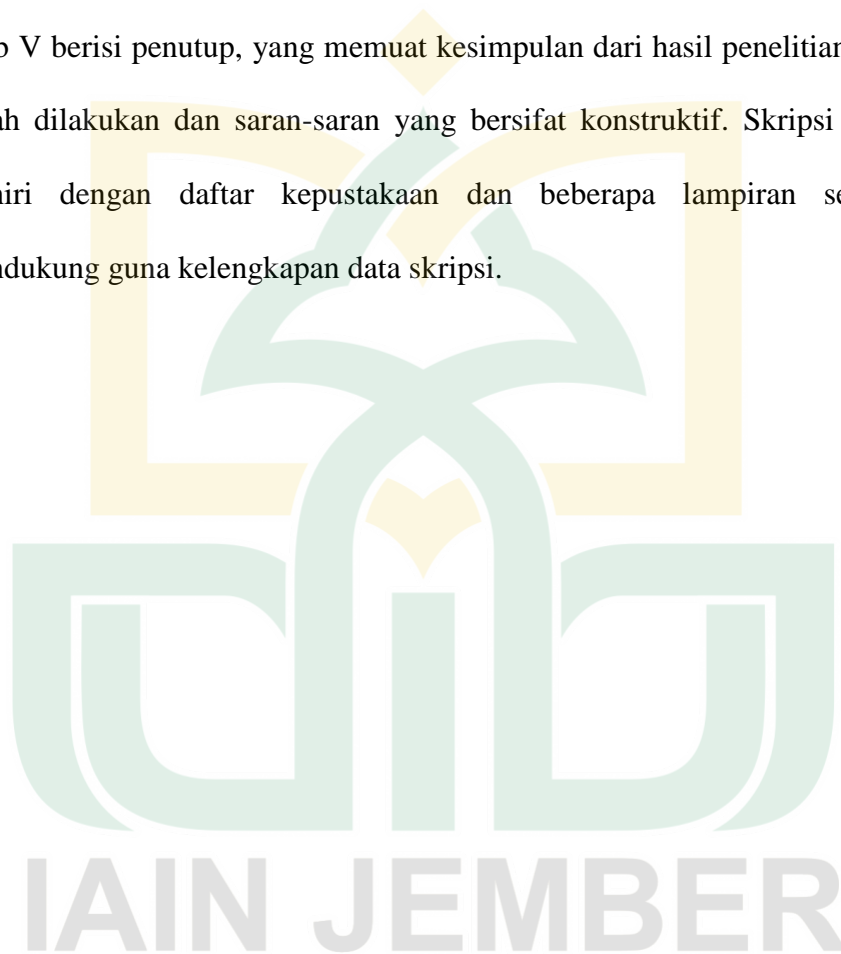 V berisi penutup, yang memuat kesimpulan dari hasil penelitian
dilakukan dan saran-saran yang bersifat konstruktif. Skripsi
dengan daftar kepustakaan dan beberapa lampiran
guna kelengkapan data skripsi.
IAIN JEMBER